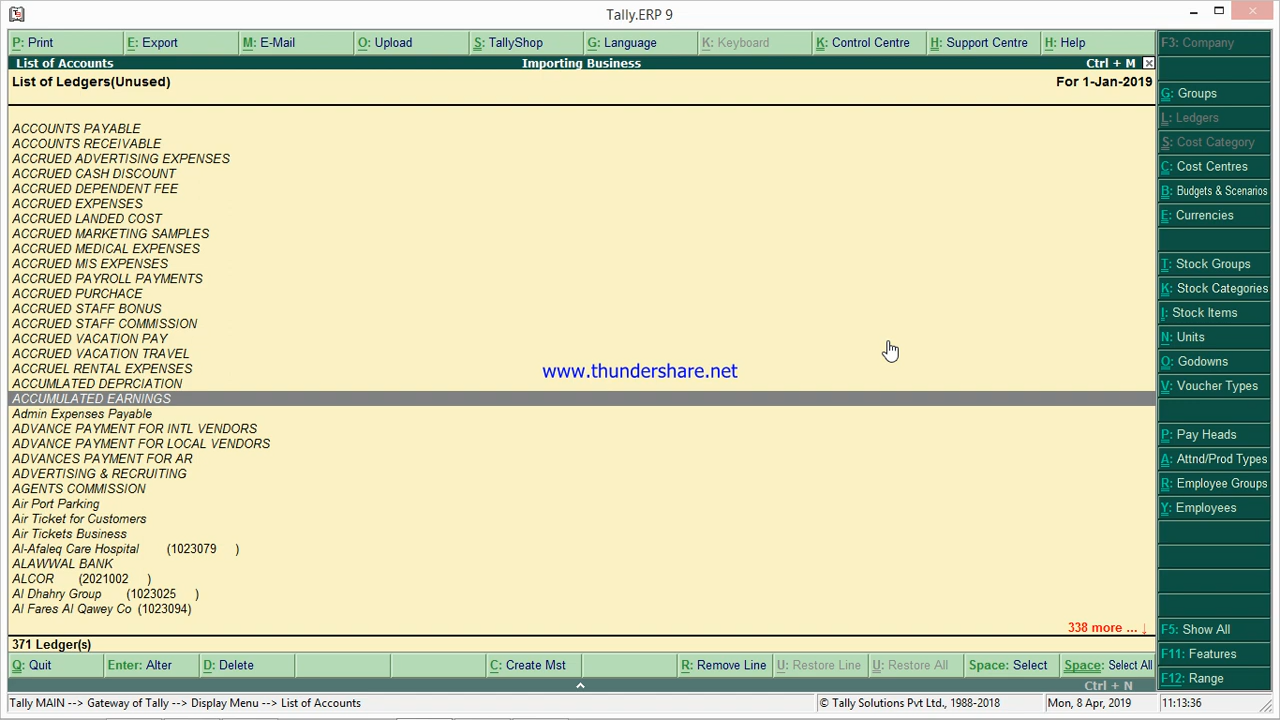 Tally.ERP 9
P: Print E: Export M: E-Mail O: Upload S: TallyShop G: Language K: Keyboard K: Control Centre H: Support Centre H: Help F3: Company
List of Accounts Importing Business Ctrl + M
List of Ledgers(Unused) For 1-Jan-2019
G: Groups
L: Ledgers
S: Cost Category
C: Cost Centres
B: Budgets & Scenarios
E: Currencies
T: Stock Groups
K: Stock Categories
I: Stock Items
N: Units
O: Godowns
V: Voucher Types
P: Pay Heads
A: Attnd/Prod Types
R: Employee Groups
Y: Employees
F5: Show All
F11: Features
F12: Range
ACCOUNTS PAYABLE
ACCOUNTS RECEIVABLE
ACCRUED ADVERTISING EXPENSES
ACCRUED CASH DISCOUNT
ACCRUED DEPENDENT FEE
ACCRUED EXPENSES
ACCRUED LANDED COST
ACCRUED MARKETING SAMPLES
ACCRUED MEDICAL EXPENSES
ACCRUED MIS EXPENSES
ACCRUED PAYROLL PAYMENTS
ACCRUED PURCHACE
ACCRUED STAFF BONUS
ACCRUED STAFF COMMISSION
ACCRUED VACATION PAY
ACCRUED VACATION TRAVEL
ACCRUEL RENTAL EXPENSES
ACCUMLATED DEPRCIATION
ACCUMULATED EARNINGS
Admin Expenses Payable
ADVANCE PAYMENT FOR INTL VENDORS
ADVANCE PAYMENT FOR LOCAL VENDORS
ADVANCES PAYMENT FOR AR
ADVERTISING & RECRUITING
AGENTS COMMISSION
Air Port Parking
Air Ticket for Customers
Air Tickets Business
Al-Afaleq Care Hospital (1023079 )
ALAWWAL BANK
ALCOR (2021002 )
Al Dhahry Group (1023025 )
Al Fares Al Qawey Co (1023094)
www.thundershare.net
338 more ... ↓
371 Ledger(s)
Q: Quit Enter: Alter D: Delete C: Create Mst R: Remove Line U: Restore Line U: Restore All Space: Select Space: Select All
Ctrl + N
Tally MAIN --> Gateway of Tally --> Display Menu --> List of Accounts © Tally Solutions Pvt Ltd., 1988-2018 Mon, 8 Apr, 2019 11:13:36